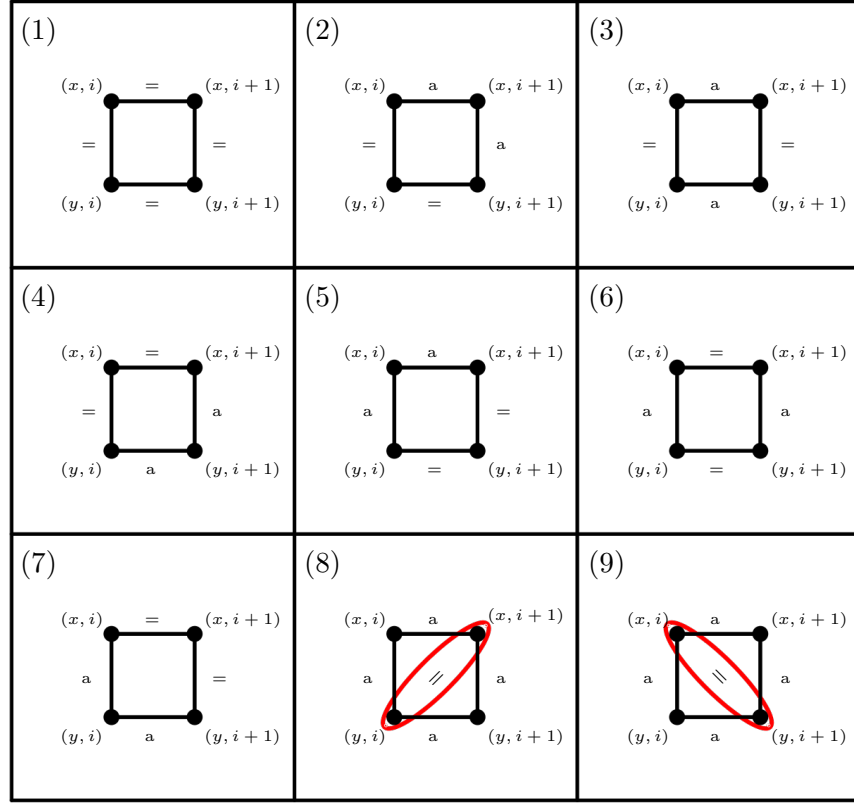 (1) (2) (3)
(x, i) = (x, i + 1) (x, i) a (x, i + 1) (x, i) a (x, i + 1)
= = = a = =
(y, i) = (y, i + 1) (y, i) = (y, i + 1) (y, i) a (y, i + 1)
(4) (5) (6)
(x, i) = (x, i + 1) (x, i) a (x, i + 1) (x, i) = (x, i + 1)
= a a = a a
(y, i) a (y, i + 1) (y, i) = (y, i + 1) (y, i) = (y, i + 1)
(7) (8) (9)
(x, i) = (x, i + 1) (x, i) a (x, i + 1) (x, i) a (x, i + 1)
a = a = a a = a
(y, i) a (y, i + 1) (y, i) a (y, i + 1) (y, i) a (y, i + 1)